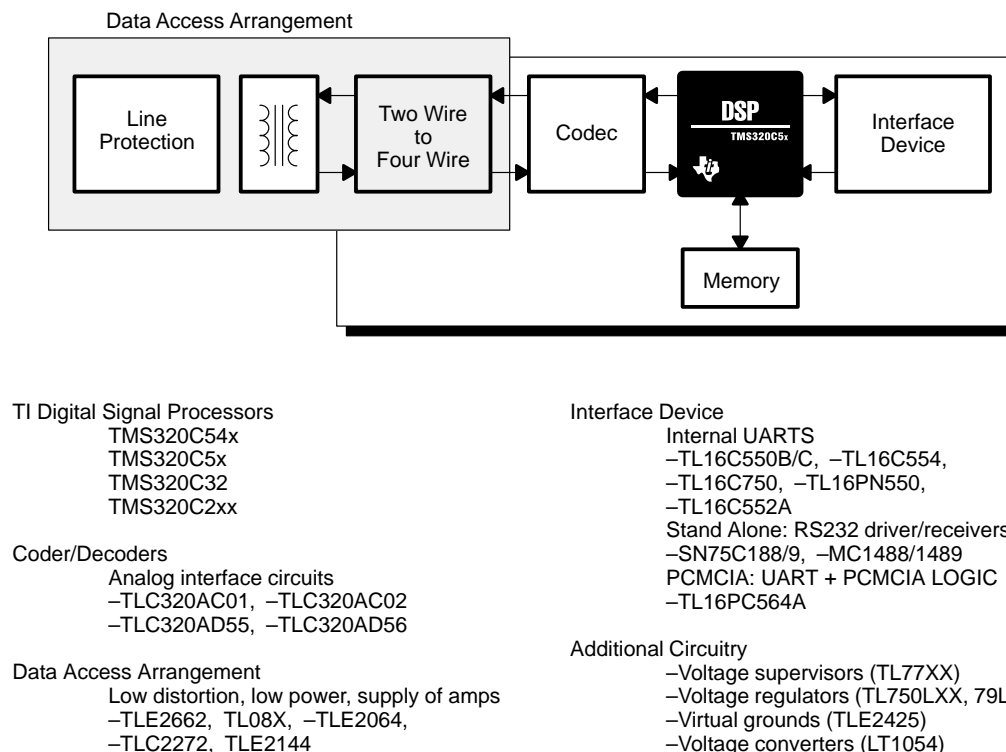 Data Access Arrangement
Line
Protection
Two Wire
to
Four Wire
Codec
DSP
TMS320C5x
Interface
Device
Memory
TI Digital Signal Processors
TMS320C54x
TMS320C5x
TMS320C32
TMS320C2xx
Coder/Decoders
Analog interface circuits
–TLC320AC01, –TLC320AC02
–TLC320AD55, –TLC320AD56
Data Access Arrangement
Low distortion, low power, supply of amps
–TLE2662, TL08X, –TLE2064,
–TLC2272, TLE2144
Interface Device
Internal UARTS
–TL16C550B/C, –TL16C554,
–TL16C750, –TL16PN550,
–TL16C552A
Stand Alone: RS232 driver/receivers
–SN75C188/9, –MC1488/1489
PCMCIA: UART + PCMCIA LOGIC
–TL16PC564A
Additional Circuitry
–Voltage supervisors (TL77XX)
–Voltage regulators (TL750LXX, 79L
–Virtual grounds (TLE2425)
–Voltage converters (LT1054)